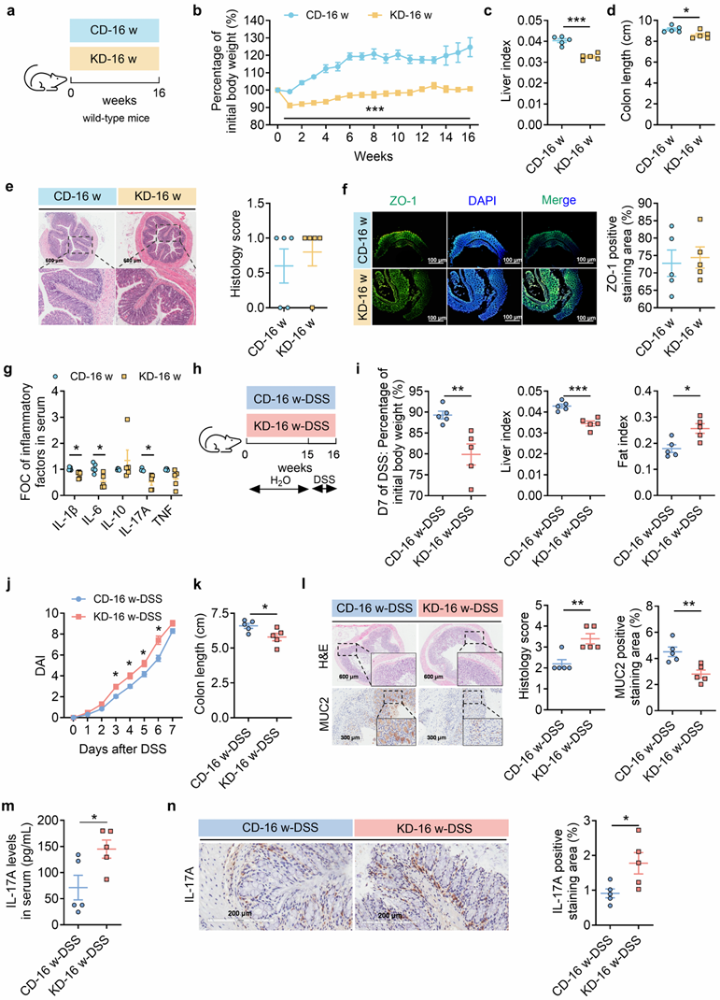 a
CD-16 w
KD-16 w
0
16
weeks
wild-type mice
b
CD-16 w
KD-16 w
Percentage of
initial body weight (%)
140
130
120
110
100
90
80
***
0 2 4 6 8 10 12 14 16
Weeks
c
Liver index
0.05
0.04
0.03
0.02
0.01
0.00
***
CD-16 w
KD-16 w
d
Colon length (cm)
10
8
6
4
2
0
*
CD-16 w
KD-16 w
e
CD-16 w
KD-16 w
600 μm
600 μm
Histology score
1.5
1.0
0.5
0.0
CD-16 w
KD-16 w
f
ZO-1
DAPI
Merge
CD-16 w
KD-16 w
100 μm
100 μm
100 μm
100 μm
100 μm
100 μm
ZO-1 positive
staining area (%)
90
85
80
75
70
65
CD-16 w
KD-16 w
g
CD-16 w
KD-16 w
FOC of inflammatory
factors in serum
4
3
2
1
0
*
*
*
IL-1β
IL-6
IL-10
IL-17A
TNF
h
CD-16 w-DSS
KD-16 w-DSS
0
15
16
weeks
H2O
DSS
i
D7 of DSS: Percentage of
initial body weight (%)
100
95
90
85
80
75
70
**
CD-16 w-DSS
KD-16 w-DSS
Liver index
0.05
0.04
0.03
0.02
0.01
0.00
***
CD-16 w-DSS
KD-16 w-DSS
Fat index
0.4
0.3
0.2
0.1
0.0
*
CD-16 w-DSS
KD-16 w-DSS
j
CD-16 w-DSS
KD-16 w-DSS
DAI
10
8
6
4
2
0
*
*
*
*
0 1 2 3 4 5 6 7
Days after DSS
k
Colon length (cm)
7.5
5.0
2.5
0.0
*
CD-16 w-DSS
KD-16 w-DSS
l
CD-16 w-DSS
KD-16 w-DSS
H&E
600 μm
600 μm
MUC2
300 μm
300 μm
Histology score
5
4
3
2
1
0
**
CD-16 w-DSS
KD-16 w-DSS
MUC2 positive
staining area (%)
8
6
4
2
0
**
CD-16 w-DSS
KD-16 w-DSS
m
IL-17A levels
in serum (pg/mL)
200
150
100
50
0
*
CD-16 w-DSS
KD-16 w-DSS
n
CD-16 w-DSS
KD-16 w-DSS
IL-17A
200 μm
200 μm
IL-17A positive
staining area (%)
3
2
1
0
*
CD-16 w-DSS
KD-16 w-DSS